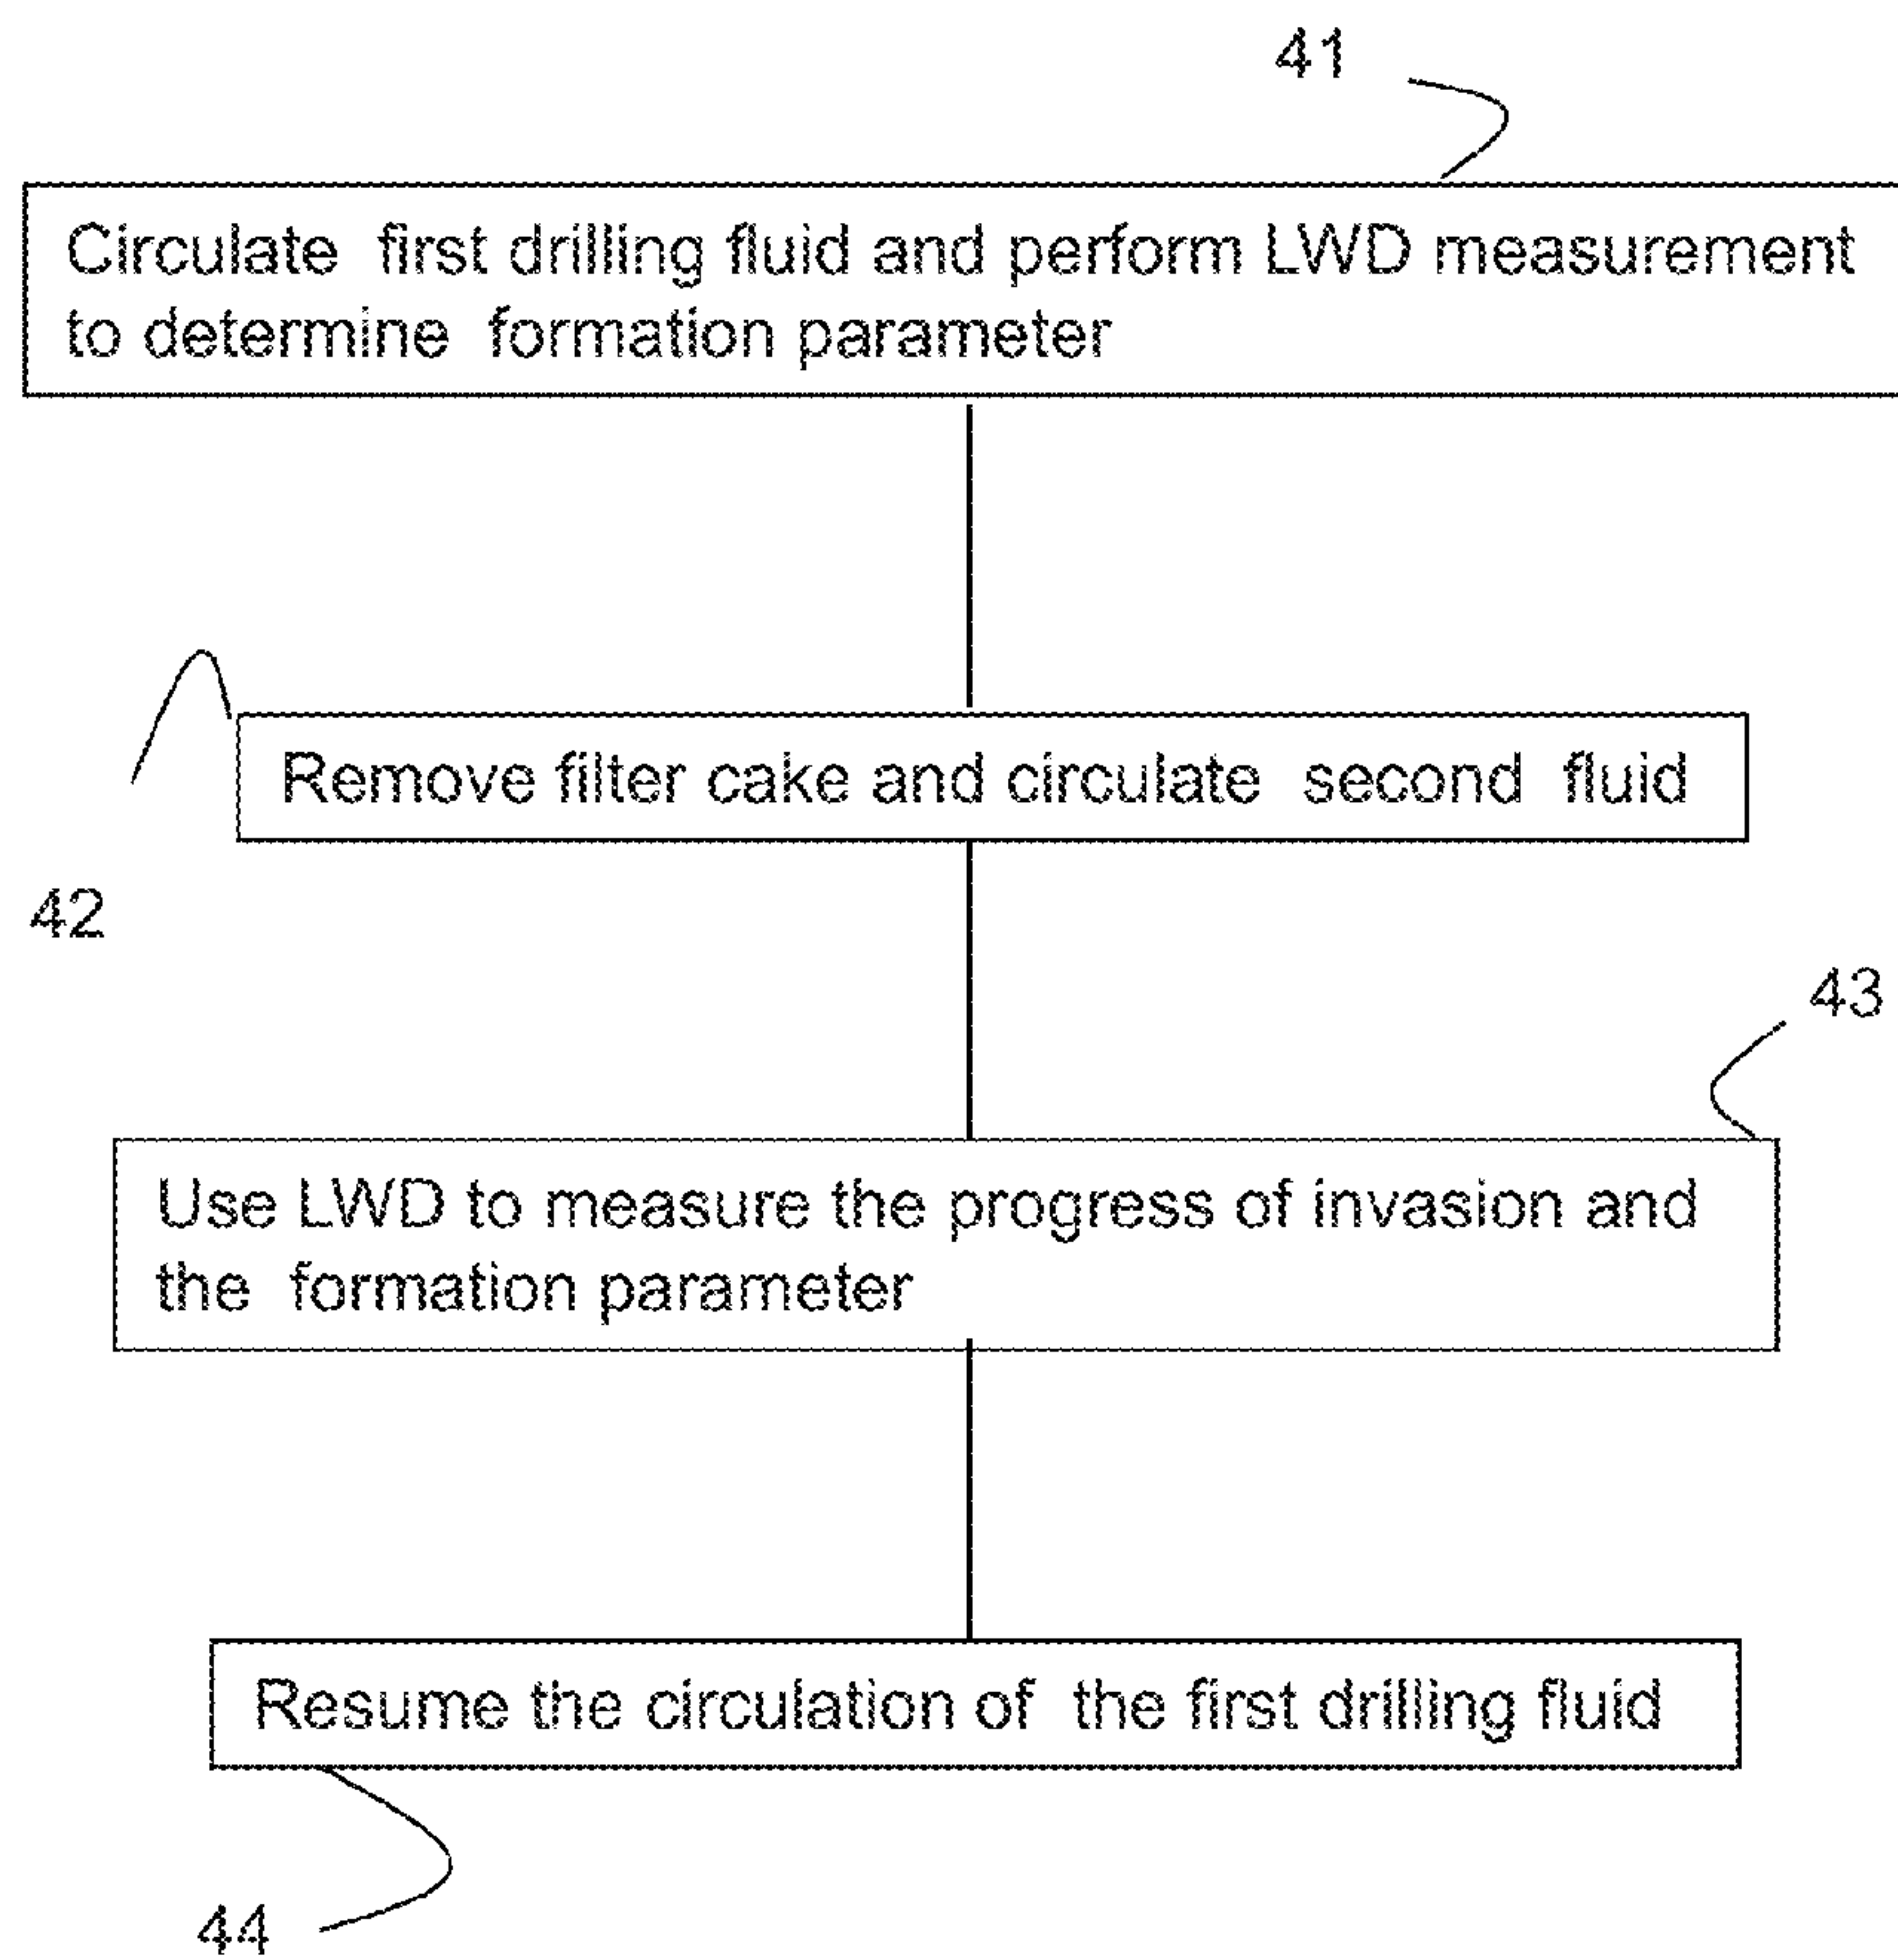 41
Circulate first drilling fluid and perform LWD measurement
to determine formation parameter
Remove filter cake and circulate second fluid
42
43
Use LWD to measure the progress of invasion and
the formation parameter
Resume the circulation of the first drilling fluid
44